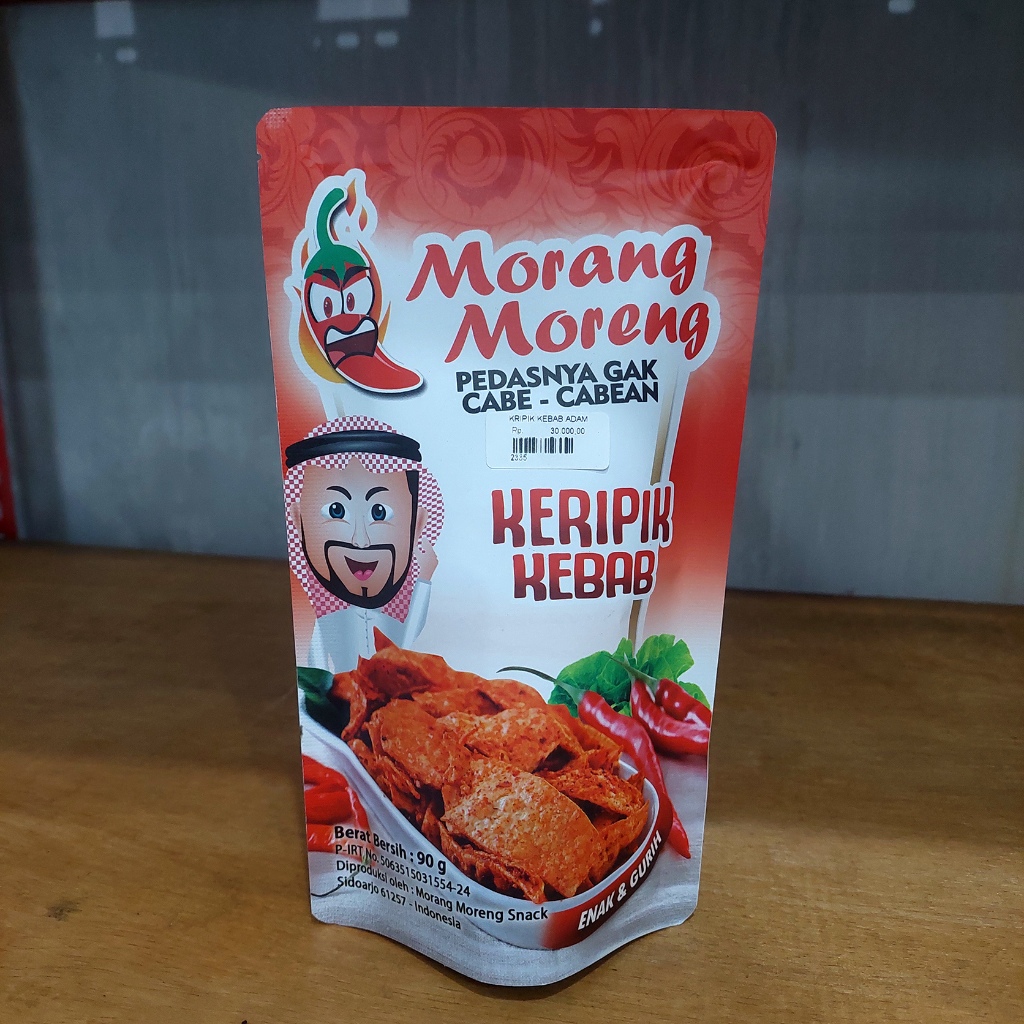 Morang
Moreng
PEDASNYA GAK
CABE - CABEAN
KRIPIK KEBAB ADAM
Rp. 30.000,00
2885
KERIPIK
KEBAB
Berat Bersih : 90 g
P-IRT No. 5063515031554-24
Diproduksi oleh : Morang Moreng Snack
Sidoarjo 61257 - Indonesia
ENAK & GURIH